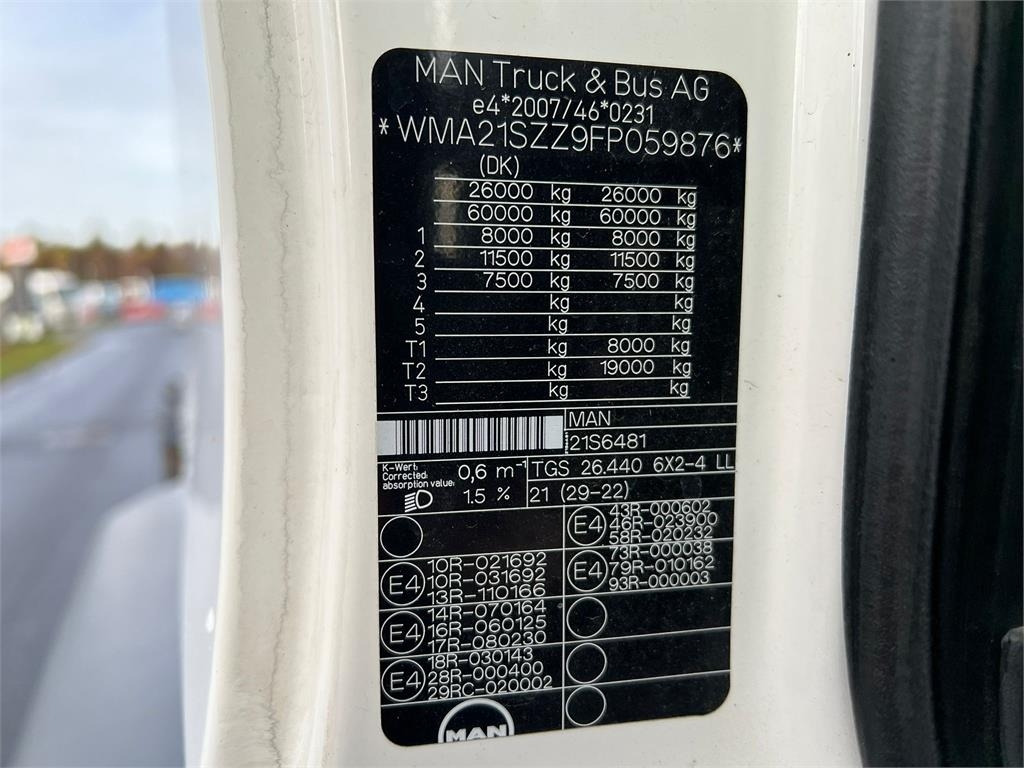 MAN Truck & Bus AG
e4*2007/46*0231
*WMA21SZZ9FP059876*
(DK)
26000 kg 26000 kg
60000 kg 60000 kg
1 8000 kg 8000 kg
2 11500 kg 11500 kg
3 7500 kg 7500 kg
4 kg kg
5 kg kg
T1 kg 8000 kg
T2 kg 19000 kg
T3 kg kg
MAN
21S6481
K-Wert:
Corrected
absorption value: 0,6 m⁻¹
1.5 %
TGS 26.440 6X2-4 LL
21 (29-22)
E4 10R-021692
10R-031692
13R-110166
E4 14R-070164
16R-060125
17R-080230
E4 18R-030143
28R-000400
29RC-020002
E4 43R-000602
46R-023900
58R-020232
E4 73R-000038
79R-010162
93R-000003
MAN